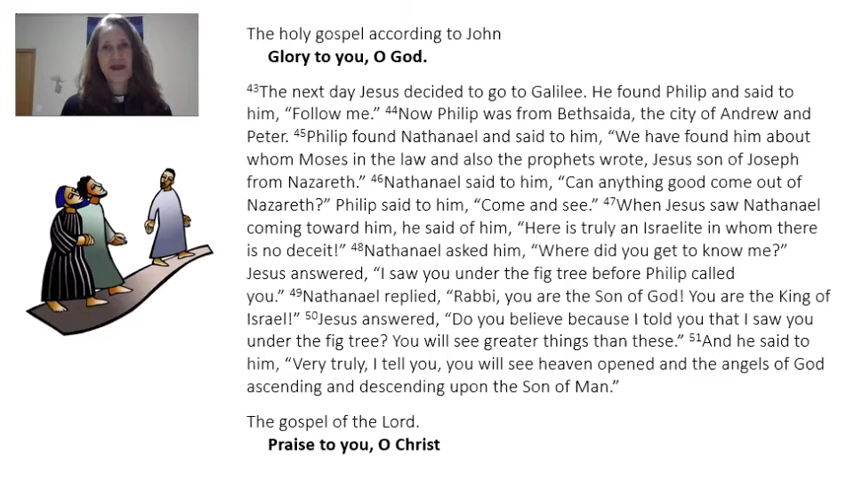 The holy gospel according to John
Glory to you, O God.
⁴³The next day Jesus decided to go to Galilee. He found Philip and said to
him, “Follow me.” ⁴⁴Now Philip was from Bethsaida, the city of Andrew and
Peter. ⁴⁵Philip found Nathanael and said to him, “We have found him about
whom Moses in the law and also the prophets wrote, Jesus son of Joseph
from Nazareth.” ⁴⁶Nathanael said to him, “Can anything good come out of
Nazareth?” Philip said to him, “Come and see.” ⁴⁷When Jesus saw Nathanael
coming toward him, he said of him, “Here is truly an Israelite in whom there
is no deceit!” ⁴⁸Nathanael asked him, “Where did you get to know me?”
Jesus answered, “I saw you under the fig tree before Philip called
you.” ⁴⁹Nathanael replied, “Rabbi, you are the Son of God! You are the King of
Israel!” ⁵⁰Jesus answered, “Do you believe because I told you that I saw you
under the fig tree? You will see greater things than these.” ⁵¹And he said to
him, “Very truly, I tell you, you will see heaven opened and the angels of God
ascending and descending upon the Son of Man.”
The gospel of the Lord.
Praise to you, O Christ